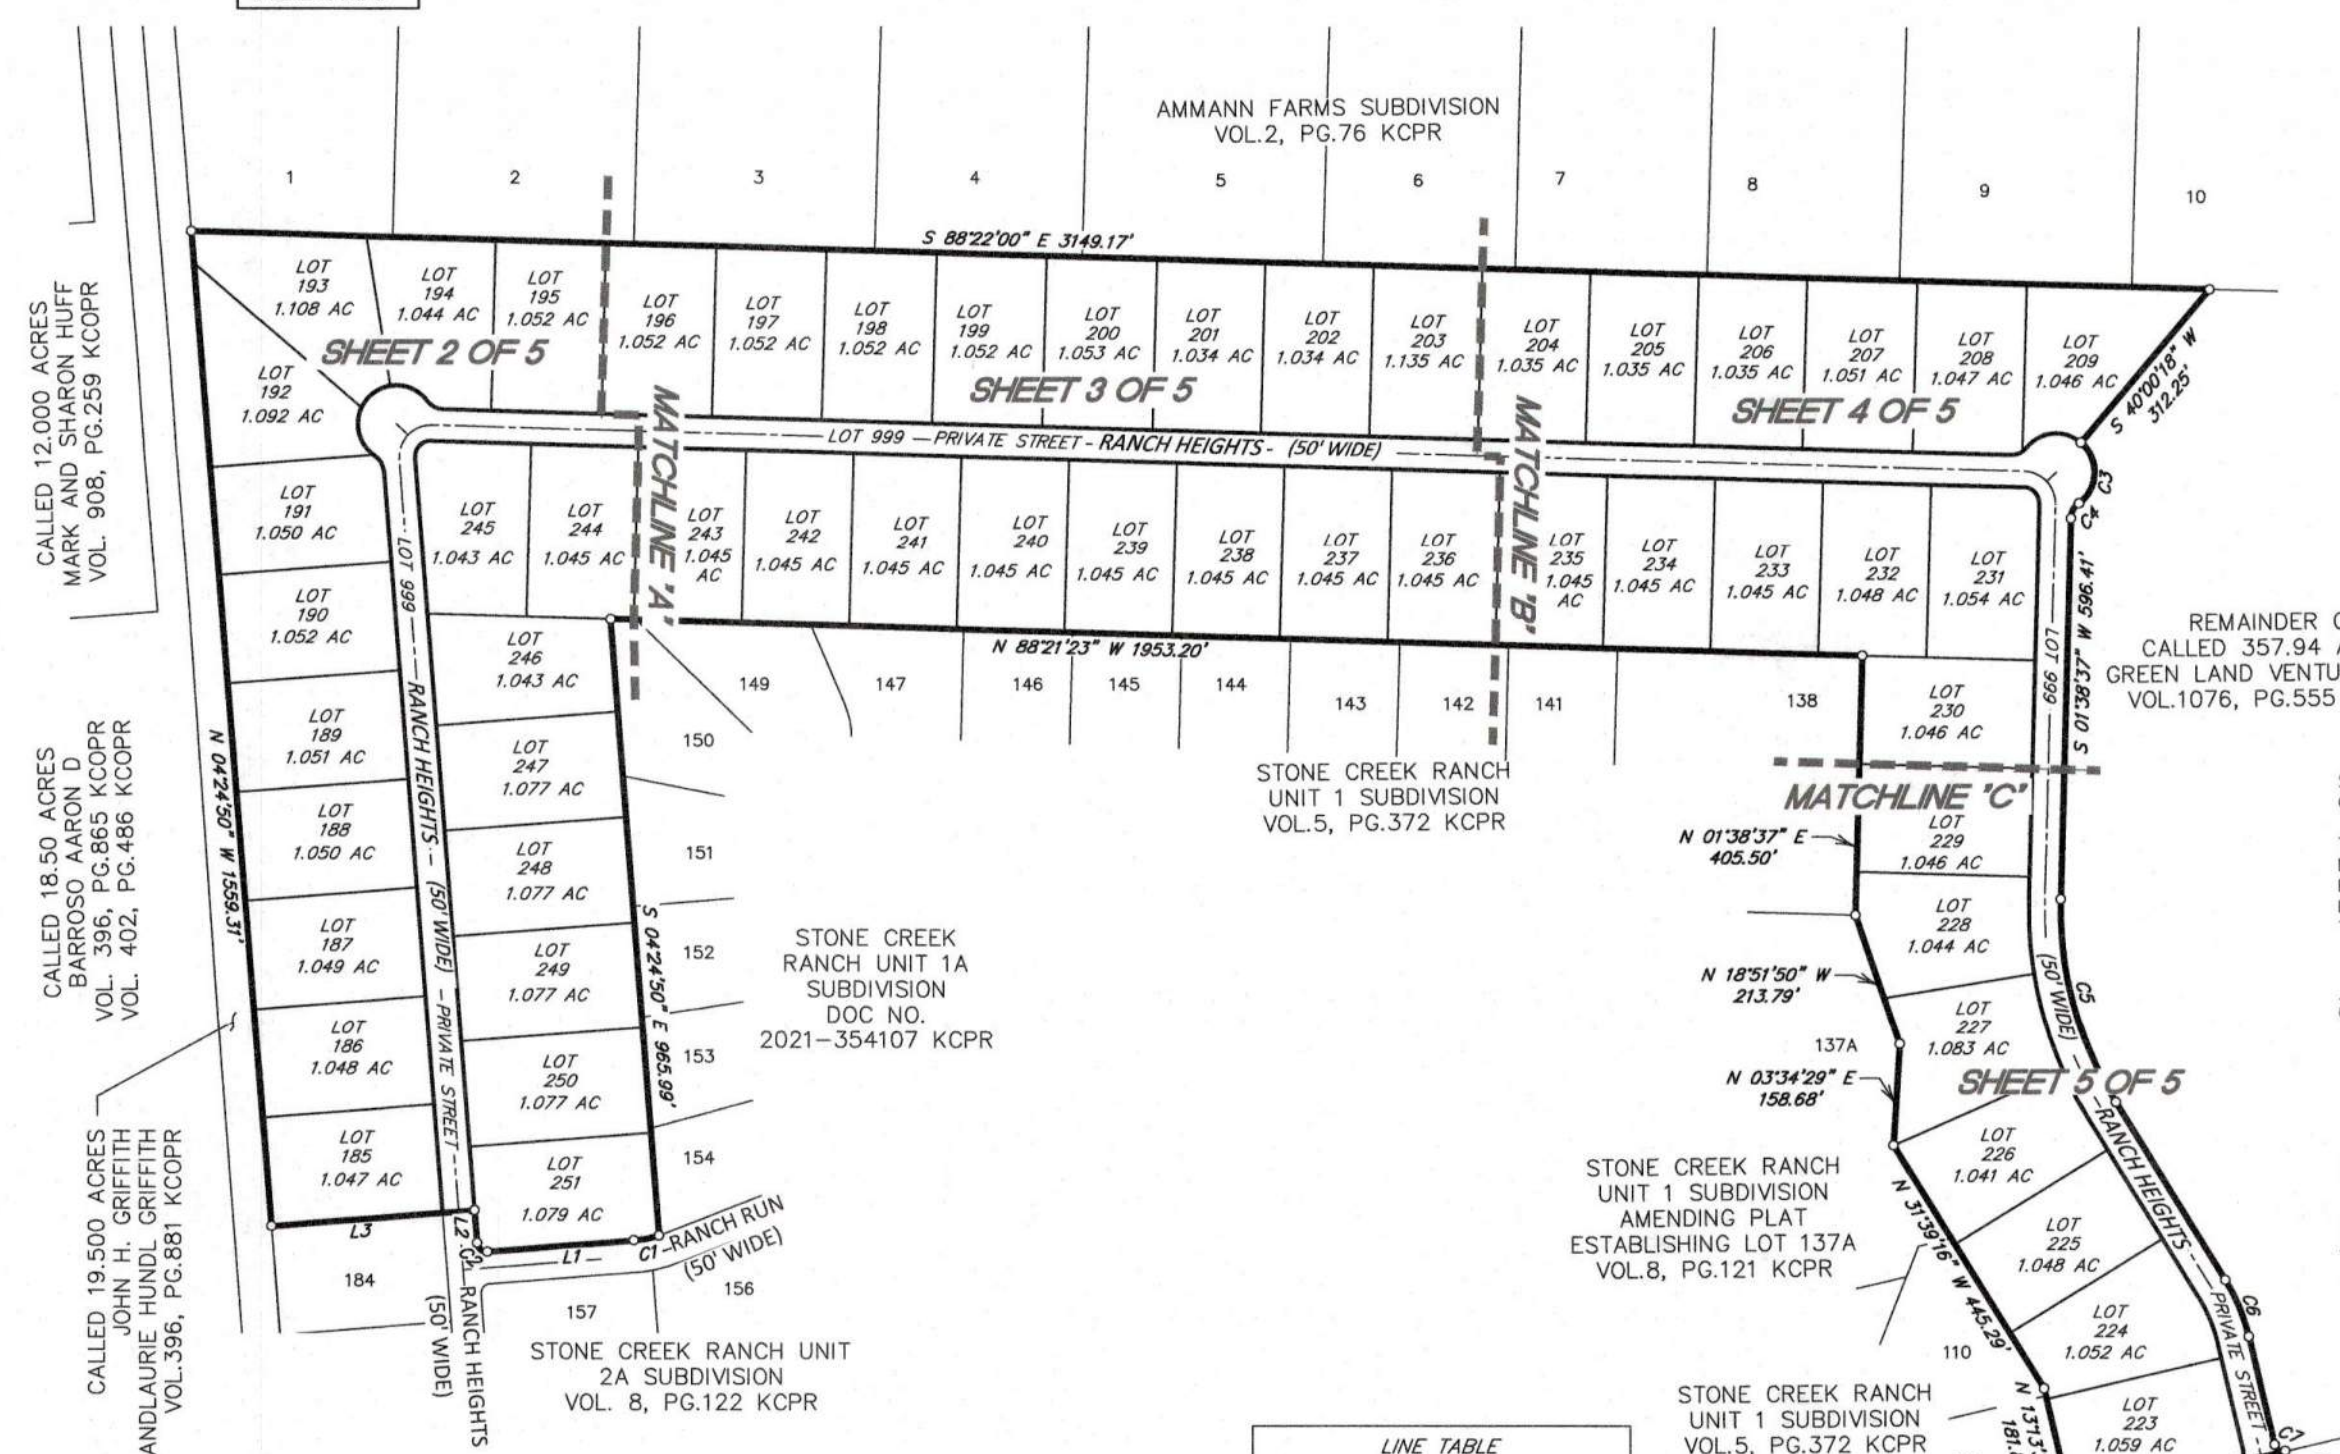 AMMANN FARMS SUBDIVISION
VOL.2, PG.76 KCPR
1
2
3
4
5
6
7
8
9
10
S 88°22'00" E 3149.17'
LOT
193
1.108 AC
LOT
194
1.044 AC
LOT
195
1.052 AC
LOT
196
1.052 AC
LOT
197
1.052 AC
LOT
198
1.052 AC
LOT
199
1.052 AC
LOT
200
1.053 AC
LOT
201
1.034 AC
LOT
202
1.034 AC
LOT
203
1.135 AC
LOT
204
1.035 AC
LOT
205
1.035 AC
LOT
206
1.035 AC
LOT
207
1.051 AC
LOT
208
1.047 AC
LOT
209
1.046 AC
S 40°00'18" W
312.25'
SHEET 2 OF 5
SHEET 3 OF 5
SHEET 4 OF 5
MATCHLINE 'A'
MATCHLINE 'B'
LOT 999 — PRIVATE STREET - RANCH HEIGHTS - (50' WIDE)
C3
C4
CALLED 12.000 ACRES
MARK AND SHARON HUFF
VOL. 908, PG.259 KCOPR
LOT
192
1.092 AC
LOT
191
1.050 AC
LOT
190
1.052 AC
LOT
189
1.051 AC
LOT
188
1.050 AC
LOT
187
1.049 AC
LOT
186
1.048 AC
LOT
185
1.047 AC
LOT 999 — RANCH HEIGHTS - (50' WIDE) - PRIVATE STREET
N 04°24'50" W 1559.31'
CALLED 18.50 ACRES
BARROSO AARON D
VOL. 396, PG.865 KCOPR
VOL. 402, PG.486 KCOPR
CALLED 19.500 ACRES
JOHN H. GRIFFITH
ANDLAURIE HUNDL GRIFFITH
VOL.396, PG.881 KCOPR
LOT
245
1.043 AC
LOT
244
1.045 AC
LOT
243
1.045
AC
LOT
242
1.045 AC
LOT
241
1.045 AC
LOT
240
1.045 AC
LOT
239
1.045 AC
LOT
238
1.045 AC
LOT
237
1.045 AC
LOT
236
1.045 AC
LOT
235
1.045
AC
LOT
234
1.045 AC
LOT
233
1.045 AC
LOT
232
1.048 AC
LOT
231
1.054 AC
N 88°21'23" W 1953.20'
LOT
246
1.043 AC
LOT
247
1.077 AC
LOT
248
1.077 AC
LOT
249
1.077 AC
LOT
250
1.077 AC
LOT
251
1.079 AC
S 04°24'50" E 965.99'
149
147
146
145
144
143
142
141
138
150
151
152
153
154
STONE CREEK RANCH
UNIT 1 SUBDIVISION
VOL.5, PG.372 KCPR
STONE CREEK
RANCH UNIT 1A
SUBDIVISION
DOC NO.
2021-354107 KCPR
L3
L2
C2
L1
C1
RANCH RUN
(50' WIDE)
184
157
156
RANCH HEIGHTS
(50' WIDE)
STONE CREEK RANCH UNIT
2A SUBDIVISION
VOL. 8, PG.122 KCPR
LOT 999
S 01°38'37" W 596.41'
REMAINDER
CALLED 357.94
GREEN LAND
VOL.1076, PG.555
LOT
230
1.046 AC
MATCHLINE 'C'
LOT
229
1.046 AC
N 01°38'37" E
405.50'
LOT
228
1.044 AC
N 18°51'50" W
213.79'
LOT
227
1.083 AC
(50' WIDE)
C5
137A
N 03°34'29" E
158.68'
SHEET 5 OF 5
RANCH HEIGHTS
PRIVATE STREET
LOT
226
1.041 AC
LOT
225
1.048 AC
LOT
224
1.052 AC
LOT
223
1.059 AC
N 31°39'16" W 445.29'
C6
C7
STONE CREEK RANCH
UNIT 1 SUBDIVISION
AMENDING PLAT
ESTABLISHING LOT 137A
VOL.8, PG.121 KCPR
110
STONE CREEK RANCH
UNIT 1 SUBDIVISION
VOL.5, PG.372 KCPR
LINE TABLE